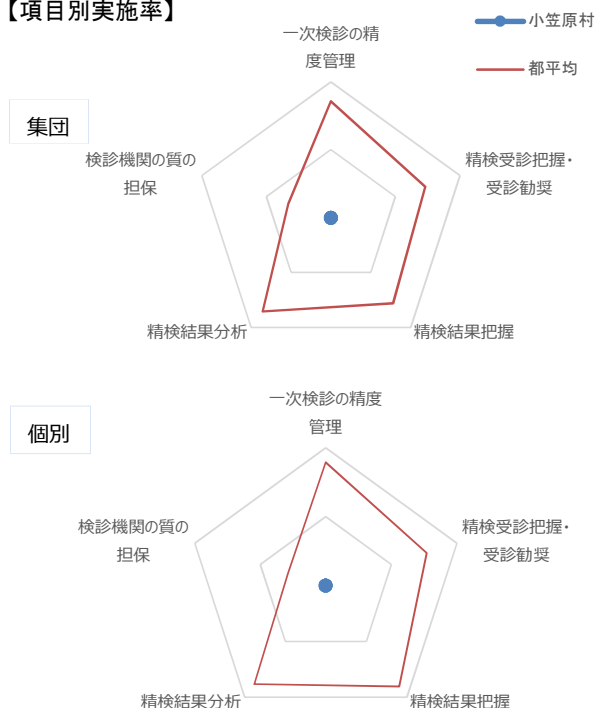 【項目別実施率】
小笠原村
都平均
集団
一次検診の精
度管理
精検受診把握・
受診勧奨
精検結果把握
精検結果分析
検診機関の質の
担保
個別
一次検診の精度
管理
精検受診把握・
受診勧奨
精検結果把握
精検結果分析
検診機関の質の
担保